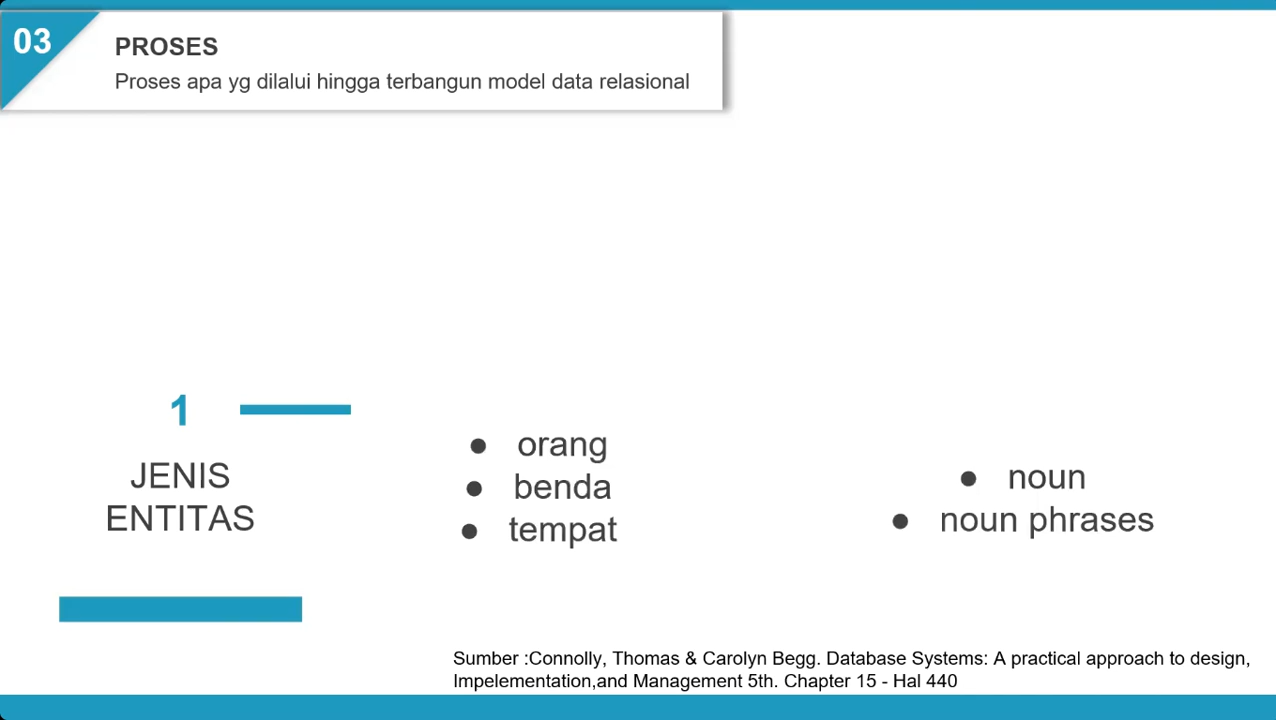 03
PROSES
Proses apa yg dilalui hingga terbangun model data relasional
1
JENIS
ENTITAS
● orang
● benda
● tempat
● noun
● noun phrases
Sumber :Connolly, Thomas & Carolyn Begg. Database Systems: A practical approach to design,
Impelementation,and Management 5th. Chapter 15 - Hal 440